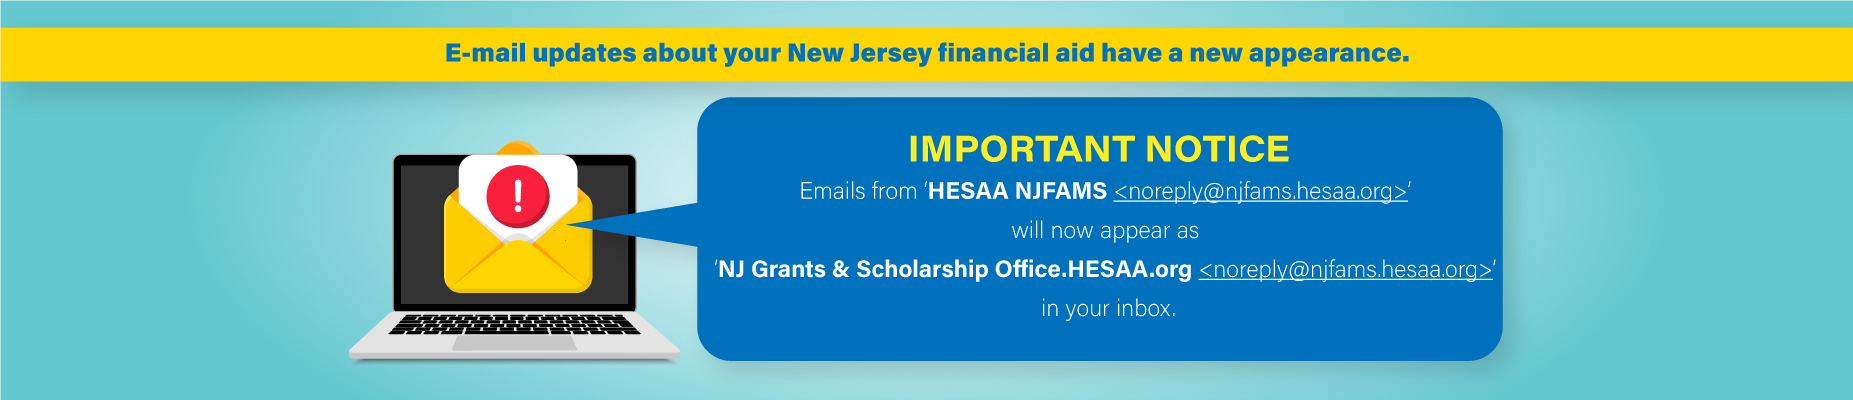 E-mail updates about your New Jersey financial aid have a new appearance.
IMPORTANT NOTICE
Emails from ‘HESAA NJFAMS <noreply@njfams.hesaa.org>’
will now appear as
‘NJ Grants & Scholarship Office.HESAA.org <noreply@njfams.hesaa.org>’
in your inbox.